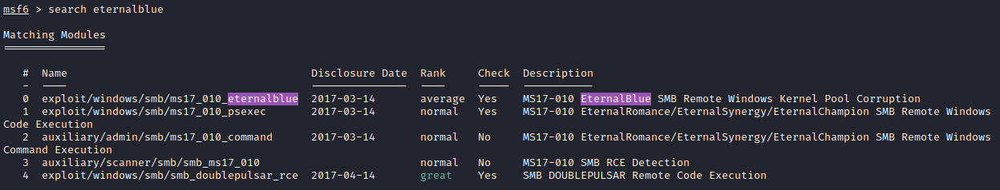 msf6 > search eternalblue
Matching Modules
================
# Name Disclosure Date Rank Check Description
- ---- --------------- ---- ----- -----------
0 exploit/windows/smb/ms17_010_eternalblue 2017-03-14 average Yes MS17-010 EternalBlue SMB Remote Windows Kernel Pool Corruption
1 exploit/windows/smb/ms17_010_psexec 2017-03-14 normal Yes MS17-010 EternalRomance/EternalSynergy/EternalChampion SMB Remote Windows
Code Execution
2 auxiliary/admin/smb/ms17_010_command 2017-03-14 normal No MS17-010 EternalRomance/EternalSynergy/EternalChampion SMB Remote Windows
Command Execution
3 auxiliary/scanner/smb/smb_ms17_010 normal No MS17-010 SMB RCE Detection
4 exploit/windows/smb/smb_doublepulsar_rce 2017-04-14 great Yes SMB DOUBLEPULSAR Remote Code Execution